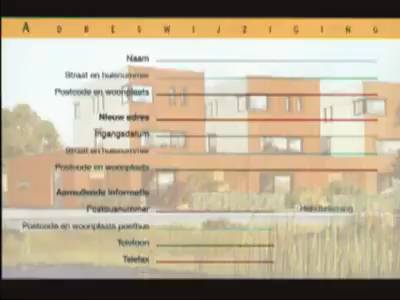 A D R E S W I J Z I G I N G
Naam
Straat en huisnummer
Postcode en woonplaats
Nieuw adres
Ingangsdatum
Straat en huisnummer
Postcode en woonplaats
Aanvullende informatie
Postbusnummer
Postcode en woonplaats postbus
Telefoon
Telefax